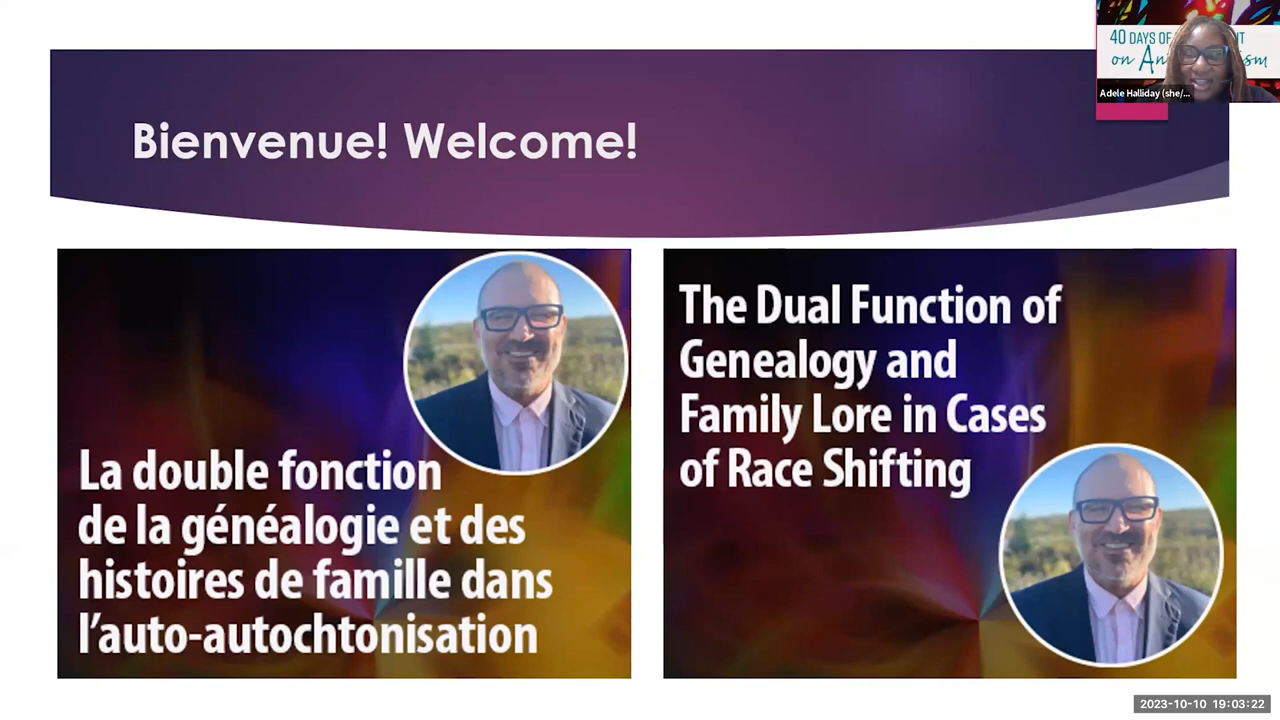 40 DAYS OF
on An
Adele Halliday (she/...
Bienvenue! Welcome!
La double fonction
de la généalogie et des
histoires de famille dans
l'auto-autochtonisation
The Dual Function of
Genealogy and
Family Lore in Cases
of Race Shifting
2023-10-10 19:03:22